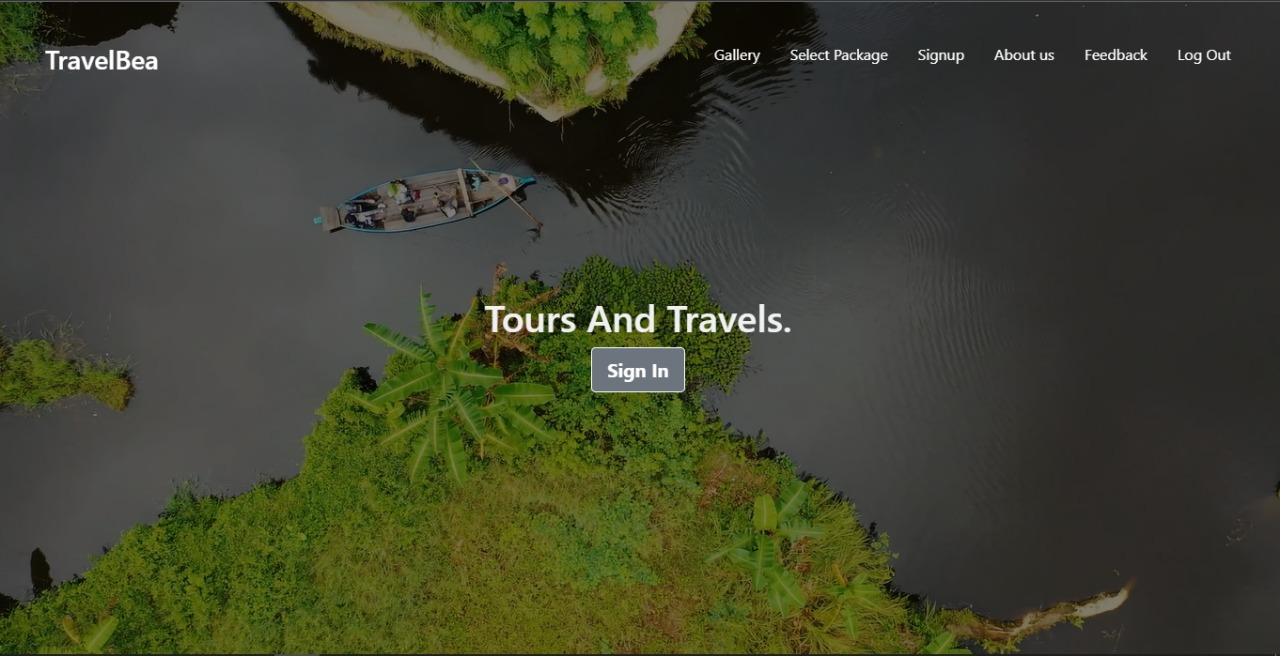 TravelBea
Gallery Select Package Signup About us Feedback Log Out
Tours And Travels.
Sign In